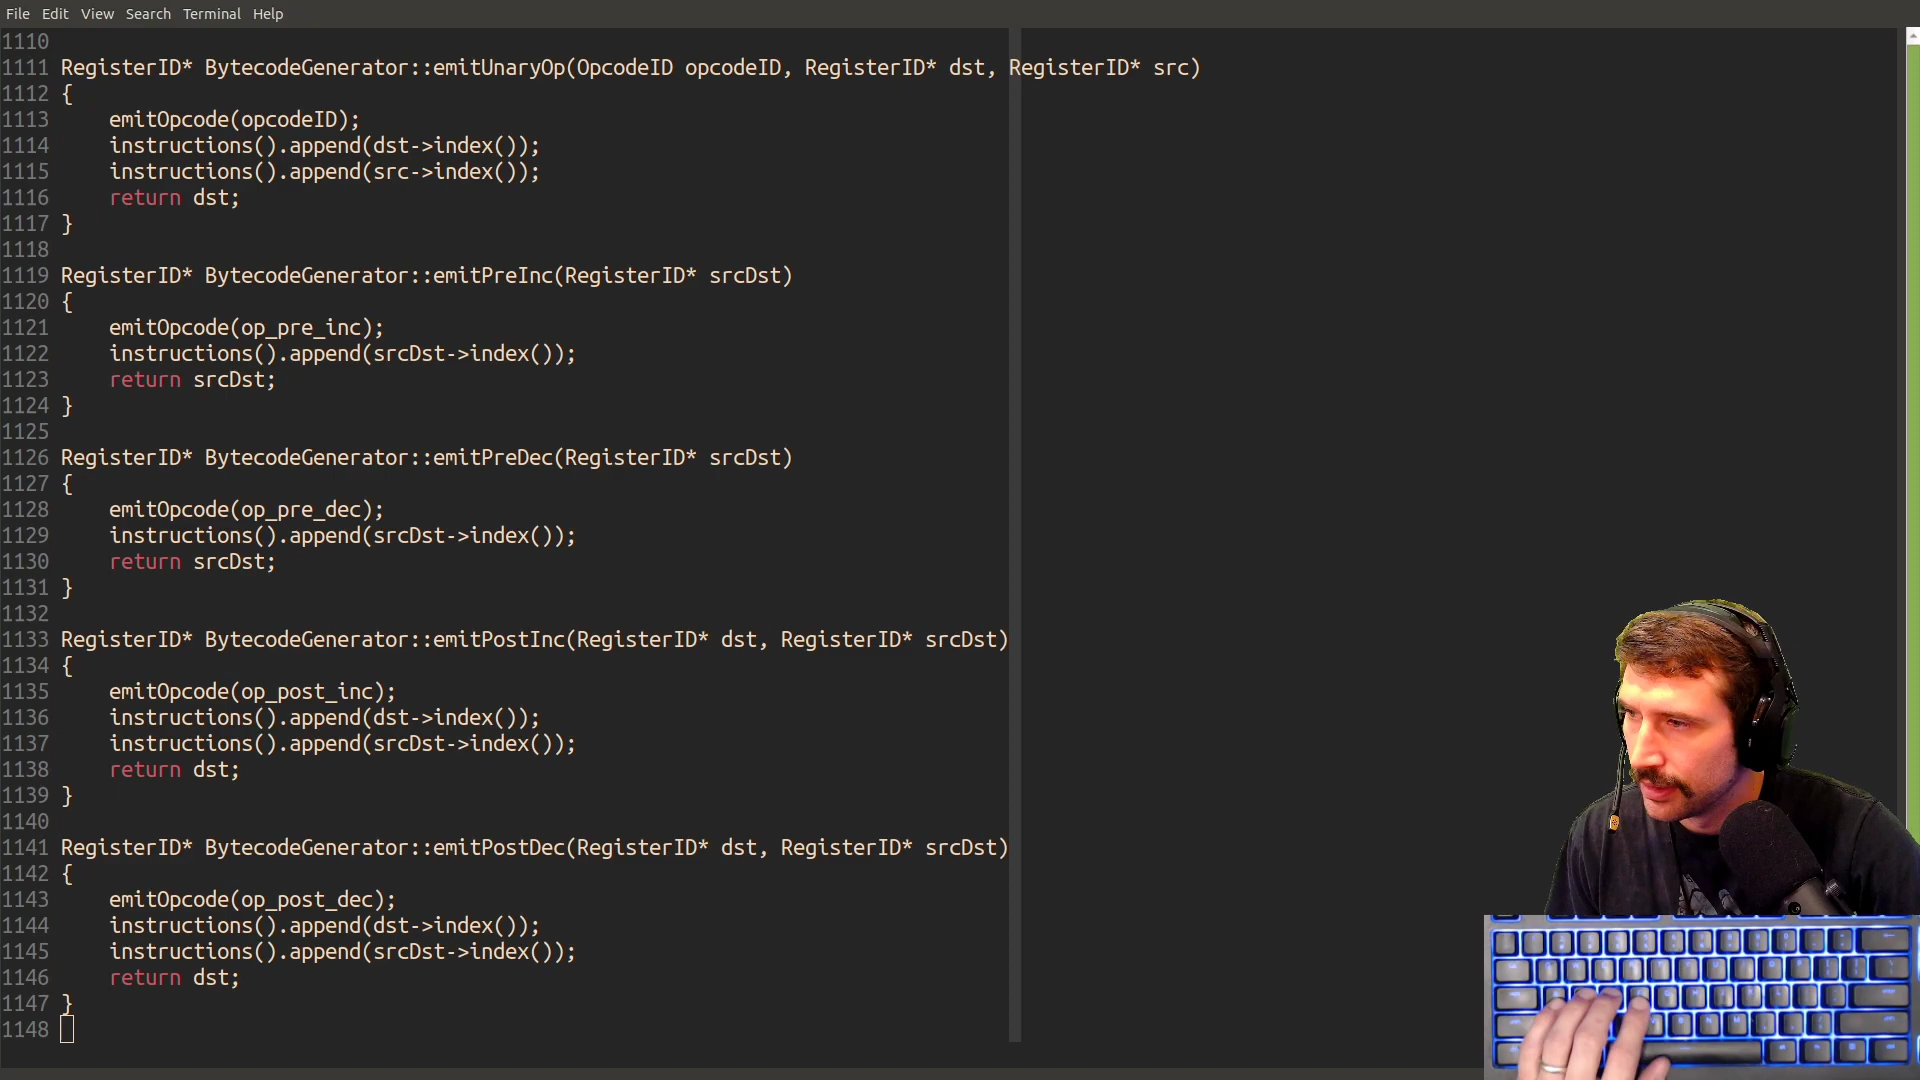 File Edit View Search Terminal Help
1110
1111 RegisterID* BytecodeGenerator::emitUnaryOp(OpcodeID opcodeID, RegisterID* dst, RegisterID* src)
1112 {
1113     emitOpcode(opcodeID);
1114     instructions().append(dst->index());
1115     instructions().append(src->index());
1116     return dst;
1117 }
1118
1119 RegisterID* BytecodeGenerator::emitPreInc(RegisterID* srcDst)
1120 {
1121     emitOpcode(op_pre_inc);
1122     instructions().append(srcDst->index());
1123     return srcDst;
1124 }
1125
1126 RegisterID* BytecodeGenerator::emitPreDec(RegisterID* srcDst)
1127 {
1128     emitOpcode(op_pre_dec);
1129     instructions().append(srcDst->index());
1130     return srcDst;
1131 }
1132
1133 RegisterID* BytecodeGenerator::emitPostInc(RegisterID* dst, RegisterID* srcDst)
1134 {
1135     emitOpcode(op_post_inc);
1136     instructions().append(dst->index());
1137     instructions().append(srcDst->index());
1138     return dst;
1139 }
1140
1141 RegisterID* BytecodeGenerator::emitPostDec(RegisterID* dst, RegisterID* srcDst)
1142 {
1143     emitOpcode(op_post_dec);
1144     instructions().append(dst->index());
1145     instructions().append(srcDst->index());
1146     return dst;
1147 }
1148